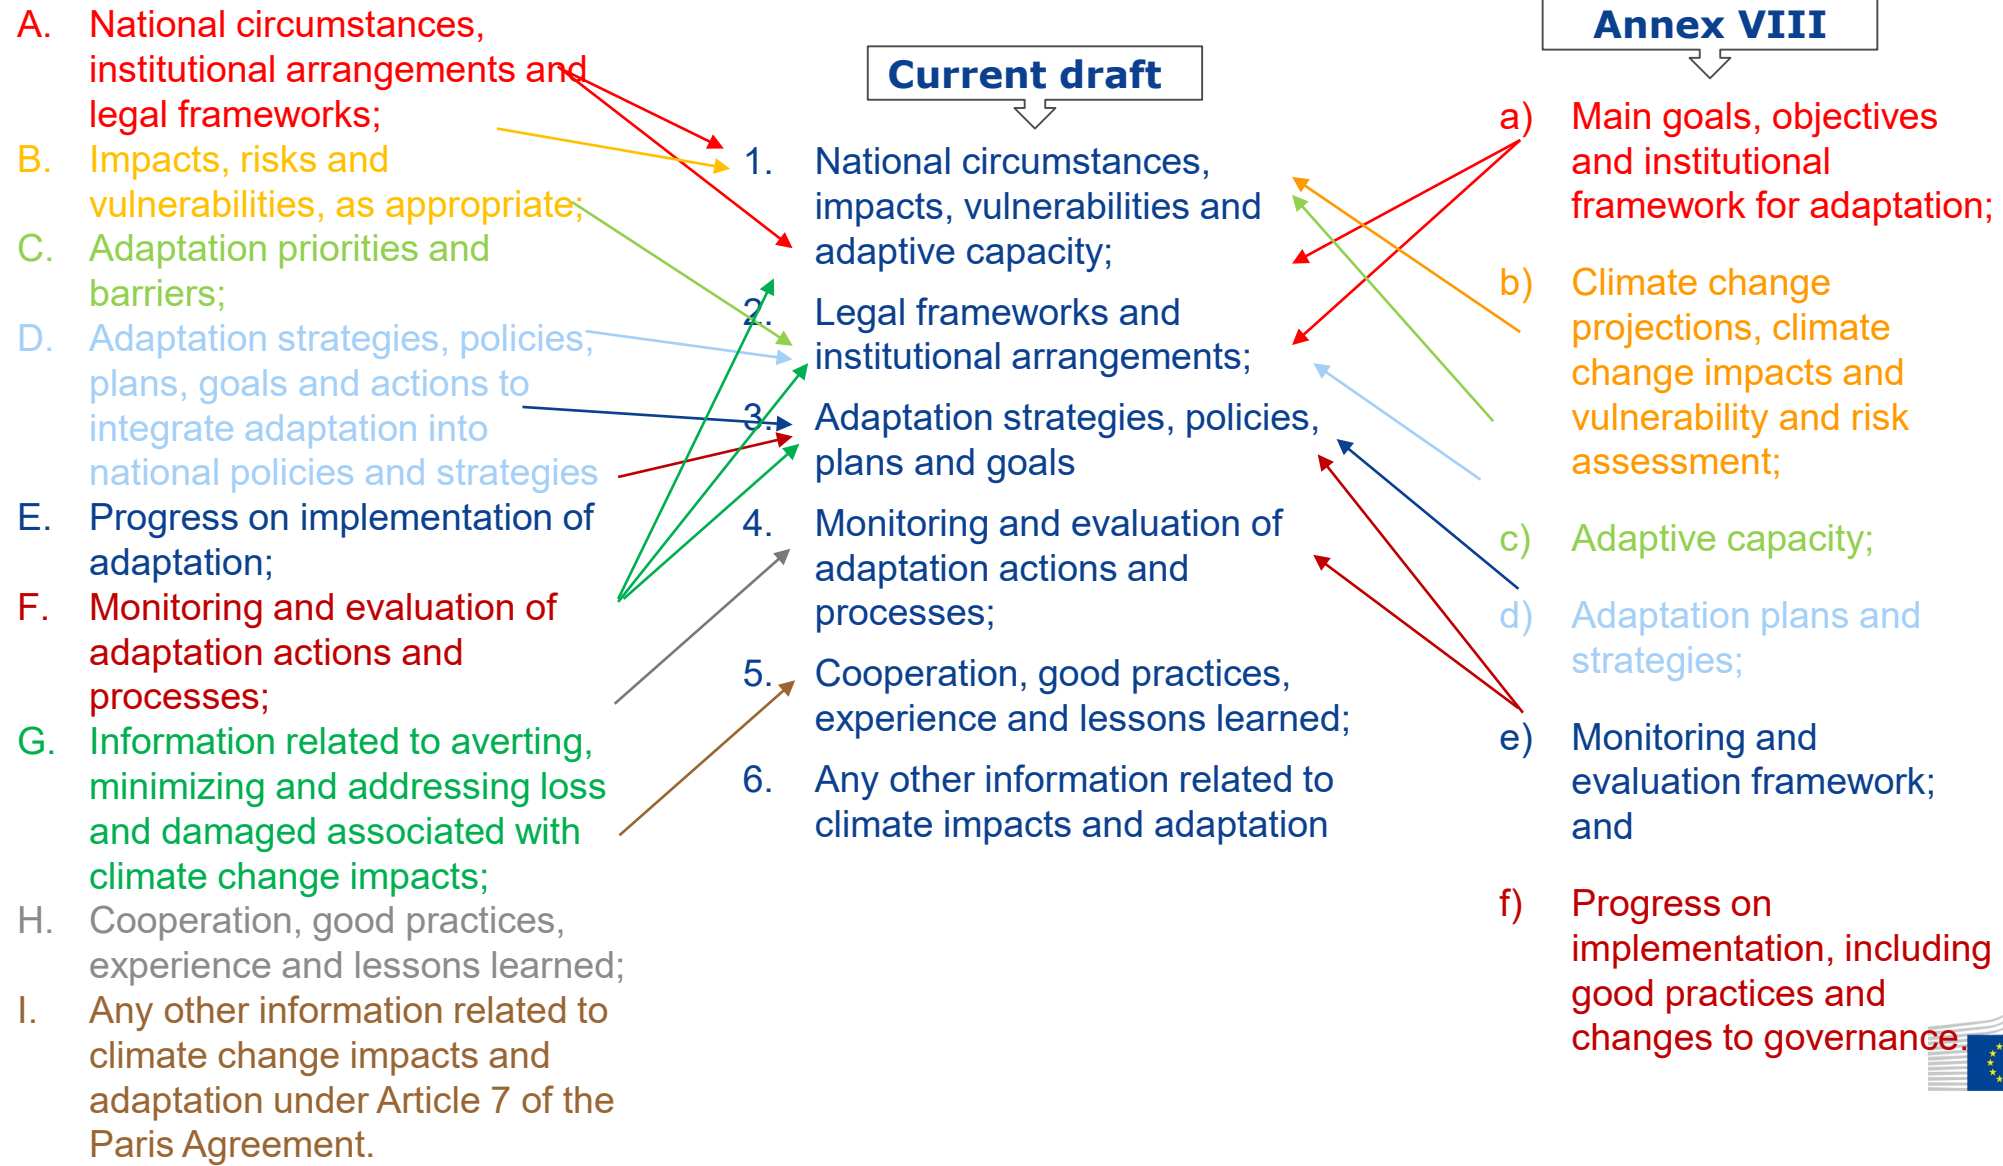 A. National circumstances,
institutional arrangements and
legal frameworks;
B. Impacts, risks and
vulnerabilities, as appropriate;
C. Adaptation priorities and
barriers;
D. Adaptation strategies, policies,
plans, goals and actions to
integrate adaptation into
national policies and strategies
E. Progress on implementation of
adaptation;
F. Monitoring and evaluation of
adaptation actions and
processes;
G. Information related to averting,
minimizing and addressing loss
and damaged associated with
climate change impacts;
H. Cooperation, good practices,
experience and lessons learned;
I. Any other information related to
climate change impacts and
adaptation under Article 7 of the
Paris Agreement.
Current draft
1. National circumstances,
impacts, vulnerabilities and
adaptive capacity;
2. Legal frameworks and
institutional arrangements;
3. Adaptation strategies, policies,
plans and goals
4. Monitoring and evaluation of
adaptation actions and
processes;
5. Cooperation, good practices,
experience and lessons learned;
6. Any other information related to
climate impacts and adaptation
Annex VIII
a) Main goals, objectives
and institutional
framework for adaptation;
b) Climate change
projections, climate
change impacts and
vulnerability and risk
assessment;
c) Adaptive capacity;
d) Adaptation plans and
strategies;
e) Monitoring and
evaluation framework;
and
f) Progress on
implementation, including
good practices and
changes to governance.